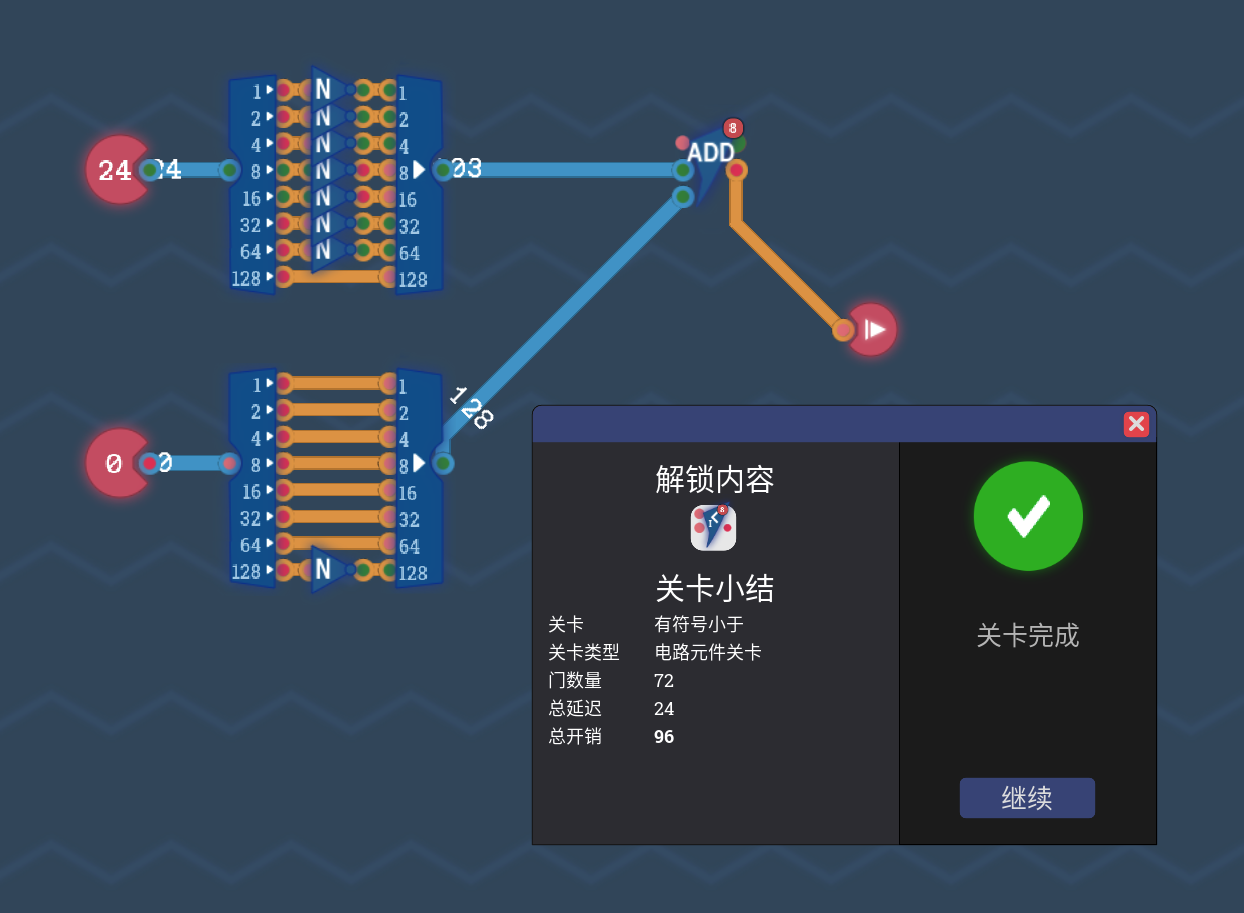 1 N 1
2 N 2
4 N 4
24 8 N 8
16 N 16
32 N 32
64 N 64
128 128
8
ADD
1 1
2 2
4 4
0 0 8 8 128
16 16
32 32
64 64
128 N 128
解锁内容
8
关卡小结
关卡 有符号小于
关卡类型 电路元件关卡
门数量 72
总延迟 24
总开销 96
关卡完成
继续